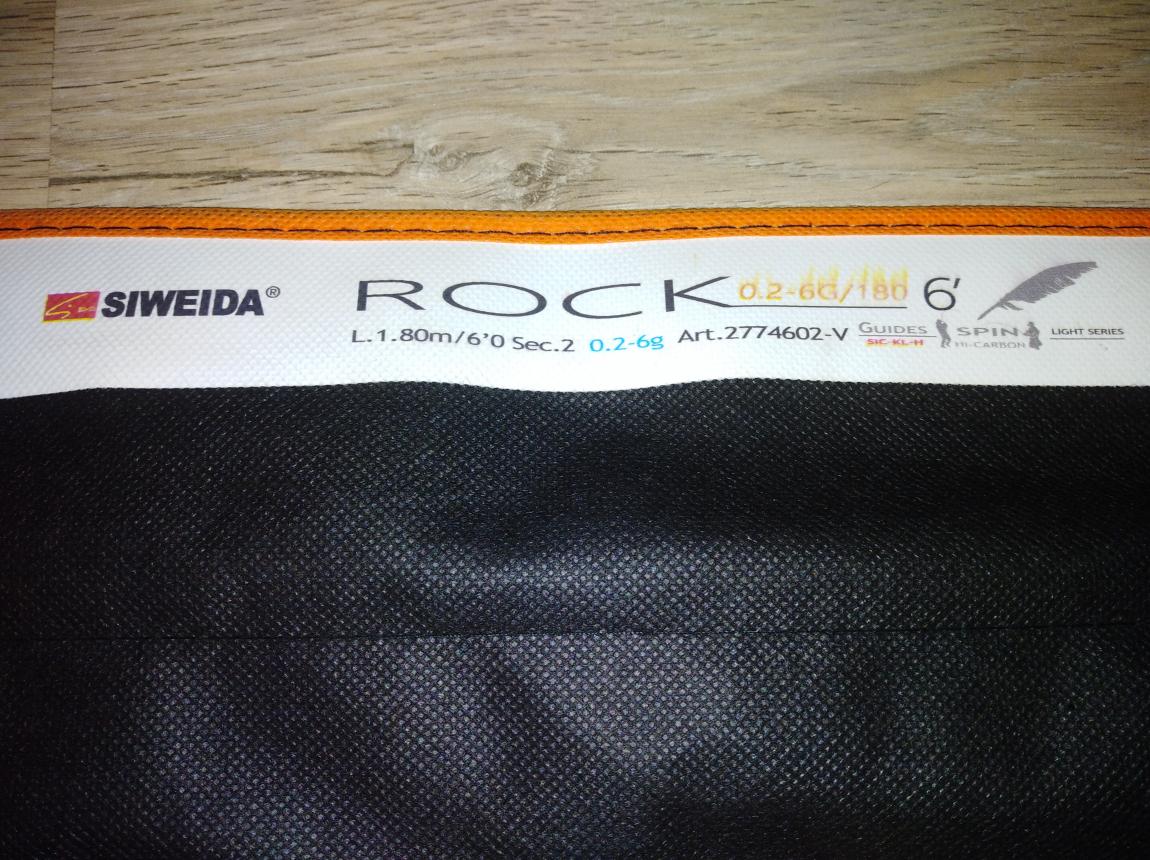 SIWEIDA®
ROCK 0.2-6G/180 6'
L.1.80m/6'0 Sec.2 0.2-6g Art.2774602-V
GUIDES
SIC-KL-H
SPIN
HI-CARBON
LIGHT SERIES